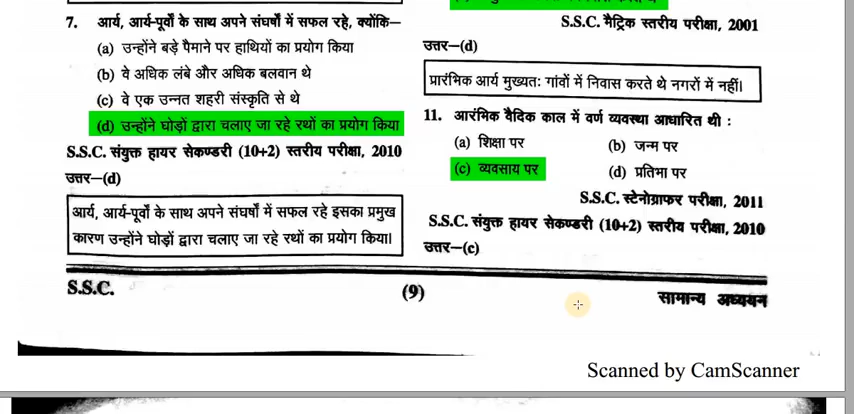 7. आर्य, आर्य-पूर्वों के साथ अपने संघर्षों में सफल रहे, क्योंकि—
(a) उन्होंने बड़े पैमाने पर हाथियों का प्रयोग किया
(b) वे अधिक लंबे और अधिक बलवान थे
(c) वे एक उन्नत शहरी संस्कृति से थे
(d) उन्होंने घोड़ों द्वारा चलाए जा रहे रथों का प्रयोग किया
S.S.C. संयुक्त हायर सेकण्डरी (10+2) स्तरीय परीक्षा, 2010
उत्तर—(d)
आर्य, आर्य-पूर्वों के साथ अपने संघर्षों में सफल रहे इसका प्रमुख
कारण उन्होंने घोड़ों द्वारा चलाए जा रहे रथों का प्रयोग किया।
S.S.C. मैट्रिक स्तरीय परीक्षा, 2001
उत्तर—(d)
प्रारंभिक आर्य मुख्यतः गांवों में निवास करते थे नगरों में नहीं।
11. आरंमिक वैदिक काल में वर्ण व्यवस्था आधारित थी :
(a) शिक्षा पर (b) जन्म पर
(c) व्यवसाय पर (d) प्रतिभा पर
S.S.C. स्टेनोग्राफर परीक्षा, 2011
S.S.C. संयुक्त हायर सेकण्डरी (10+2) स्तरीय परीक्षा, 2010
उत्तर—(c)
S.S.C. (9) सामान्य अध्ययन
Scanned by CamScanner